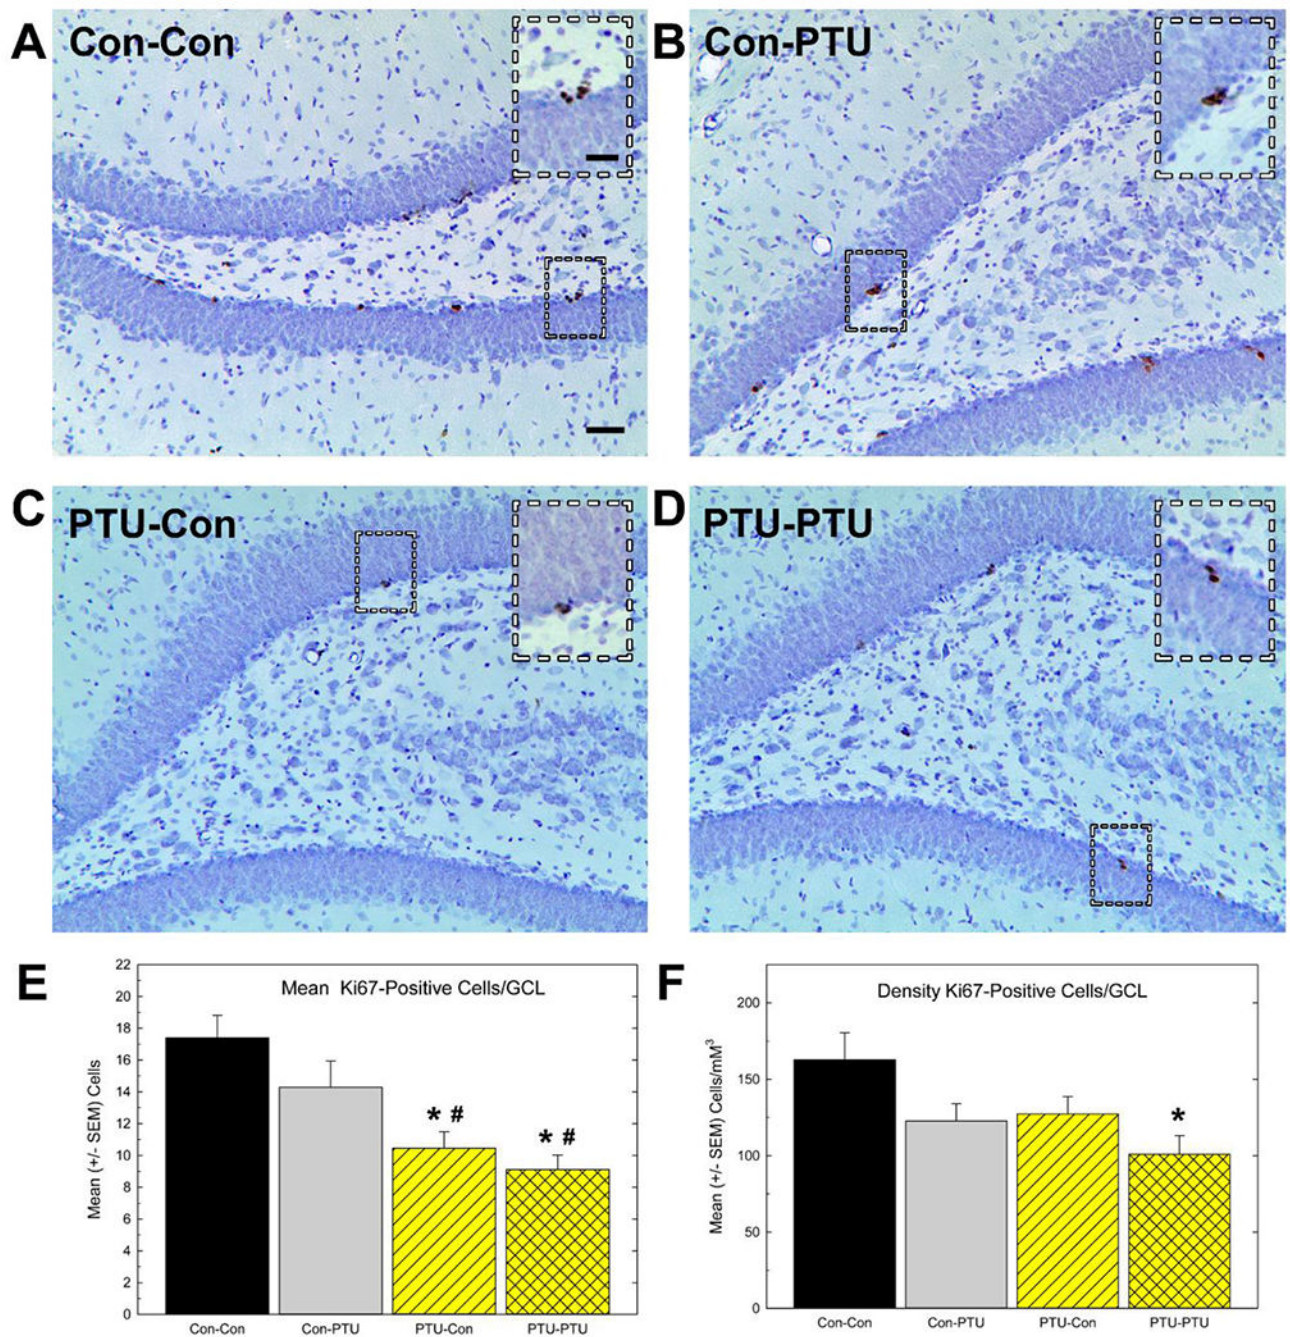 A Con-Con
B Con-PTU
C PTU-Con
D PTU-PTU
E
Mean Ki67-Positive Cells/GCL
Mean (+/- SEM) Cells
22
20
18
16
14
12
10
8
6
4
2
0
* #
* #
Con-Con Con-PTU PTU-Con PTU-PTU
F
Density Ki67-Positive Cells/GCL
Mean (+/- SEM) Cells/mM³
200
150
100
50
0
*
Con-Con Con-PTU PTU-Con PTU-PTU